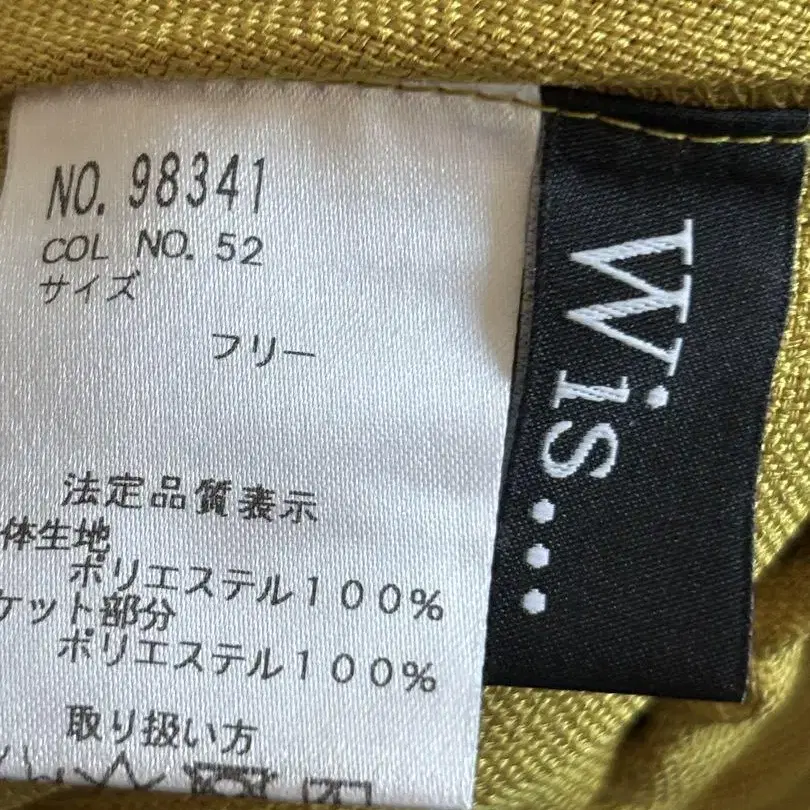 NO. 98341
COL NO. 52
サイズ
フリー
法定品質表示
体生地
ポリエステル100%
ケット部分
ポリエステル100%
取り扱い方
Wis...